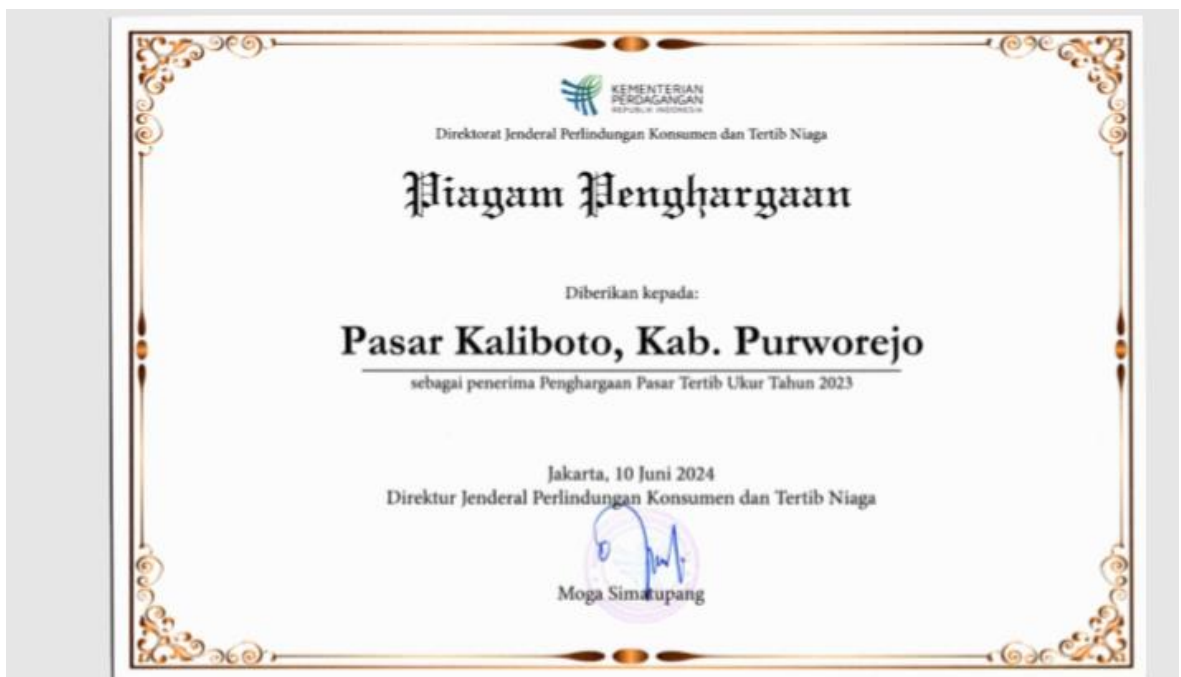 KEMENTERIAN
PERDAGANGAN
REPUBLIK INDONESIA
Direktorat Jenderal Perlindungan Konsumen dan Tertib Niaga
Piagam Penghargaan
Diberikan kepada:
Pasar Kaliboto, Kab. Purworejo
sebagai penerima Penghargaan Pasar Tertib Ukur Tahun 2023
Jakarta, 10 Juni 2024
Direktur Jenderal Perlindungan Konsumen dan Tertib Niaga
Moga Simatupang